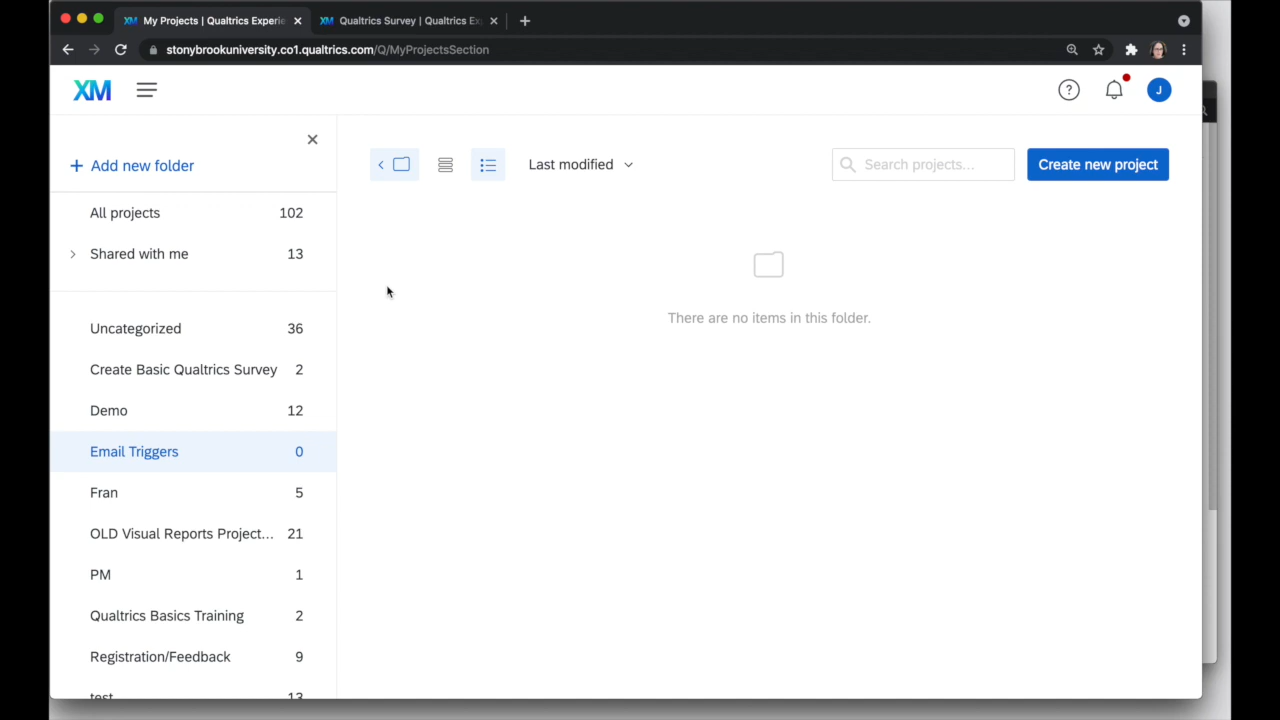 My Projects | Qualtrics Experie
Qualtrics Survey | Qualtrics Ex
stonybrookuniversity.co1.qualtrics.com/Q/MyProjectsSection
XM
?
J
+ Add new folder
Last modified
Search projects...
Create new project
All projects 102
Shared with me 13
There are no items in this folder.
Uncategorized 36
Create Basic Qualtrics Survey 2
Demo 12
Email Triggers 0
Fran 5
OLD Visual Reports Project... 21
PM 1
Qualtrics Basics Training 2
Registration/Feedback 9
test 13